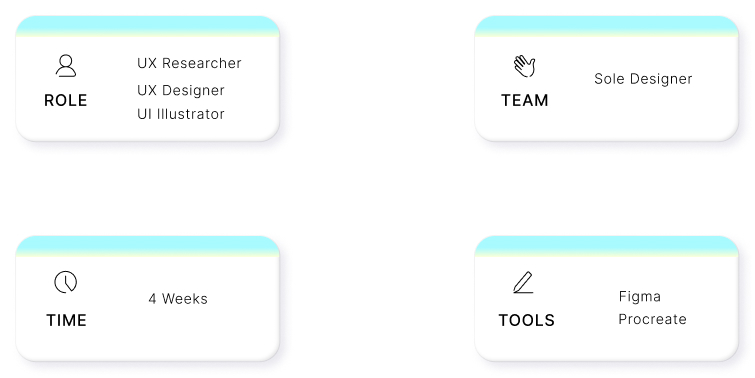 ROLE
UX Researcher
UX Designer
UI Illustrator
TEAM
Sole Designer
TIME
4 Weeks
TOOLS
Figma
Procreate